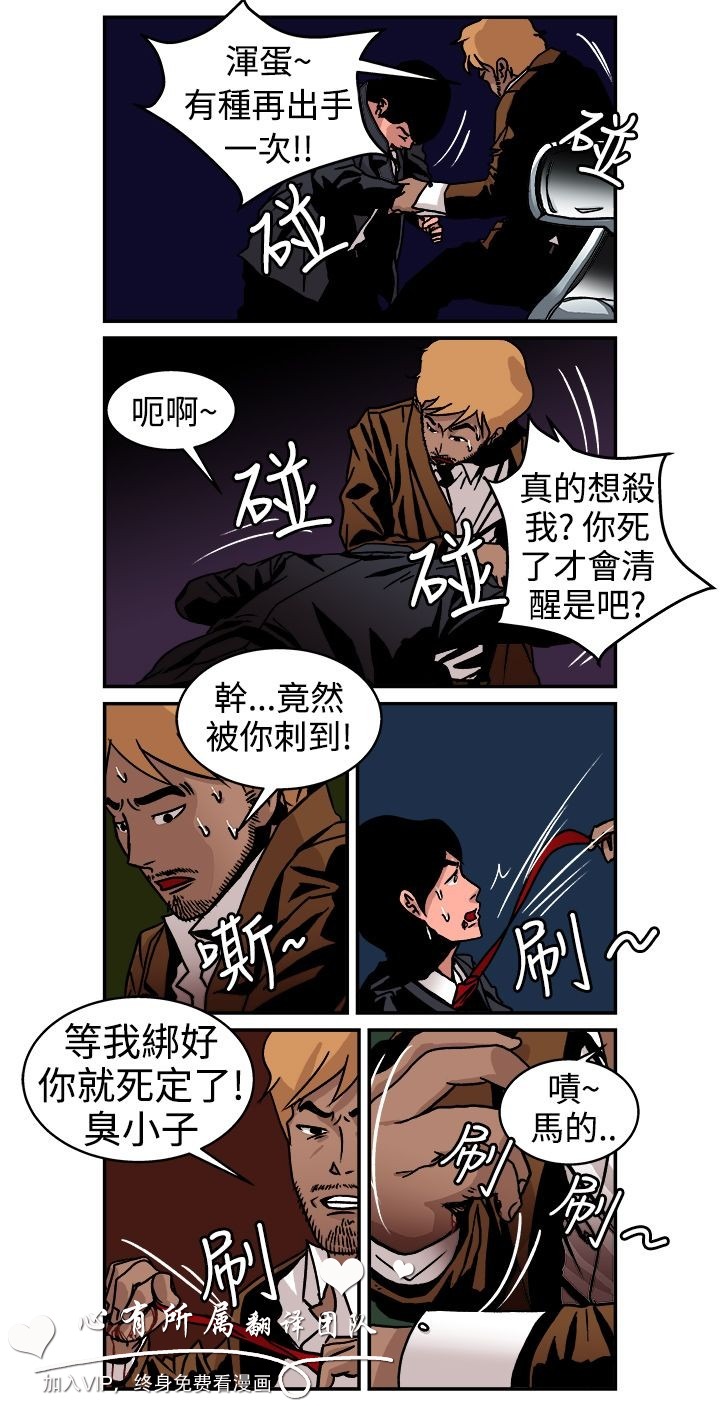 渾蛋~
有種再出手
一次!!
碰
碰
呃啊~
碰
碰
真的想殺
我? 你死
了才會清
醒是吧?
幹...竟然
被你刺到!
嘶~
刷~
等我綁好
你就死定了!
臭小子
刷
嘖~
馬的..
刷
刷~
心有所属翻译团队
加入VIP，终身免费看漫画